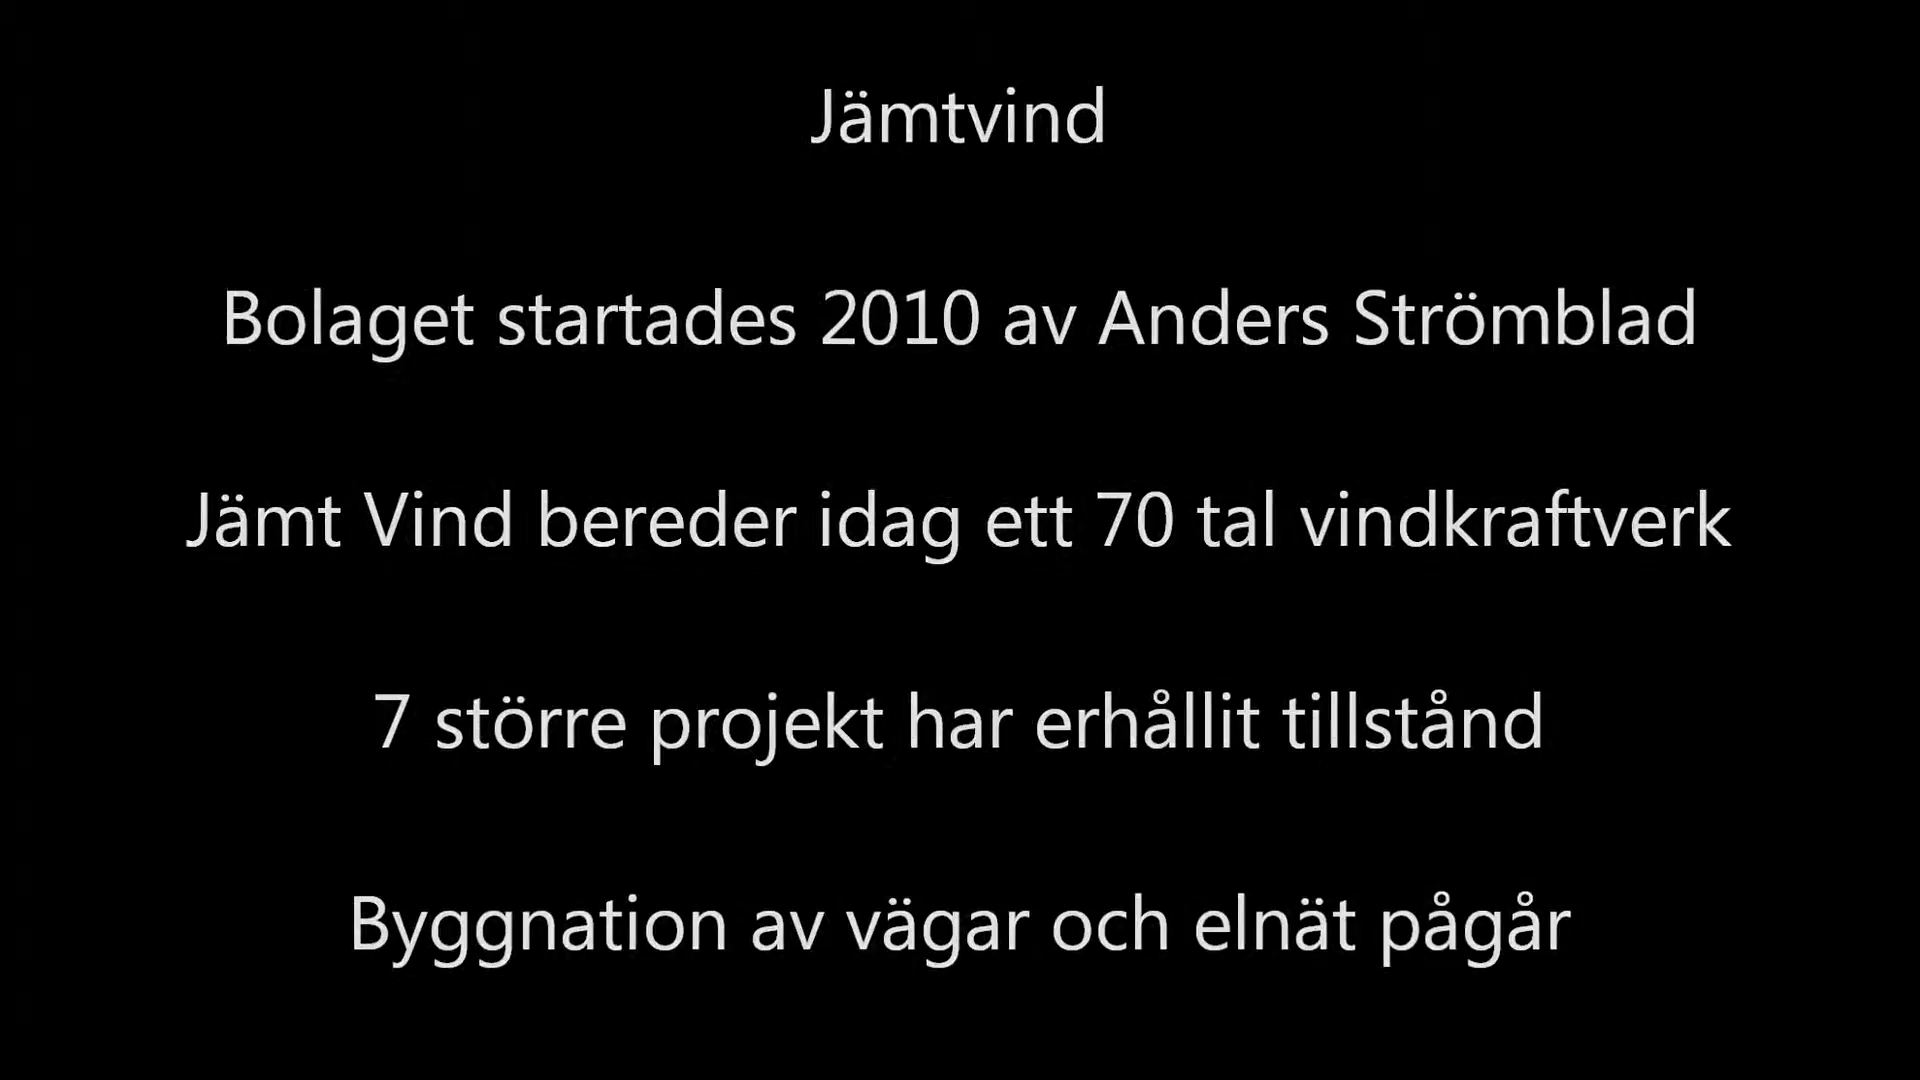 Jämtvind
Bolaget startades 2010 av Anders Strömblad
Jämt Vind bereder idag ett 70 tal vindkraftverk
7 större projekt har erhållit tillstånd
Byggnation av vägar och elnät pågår